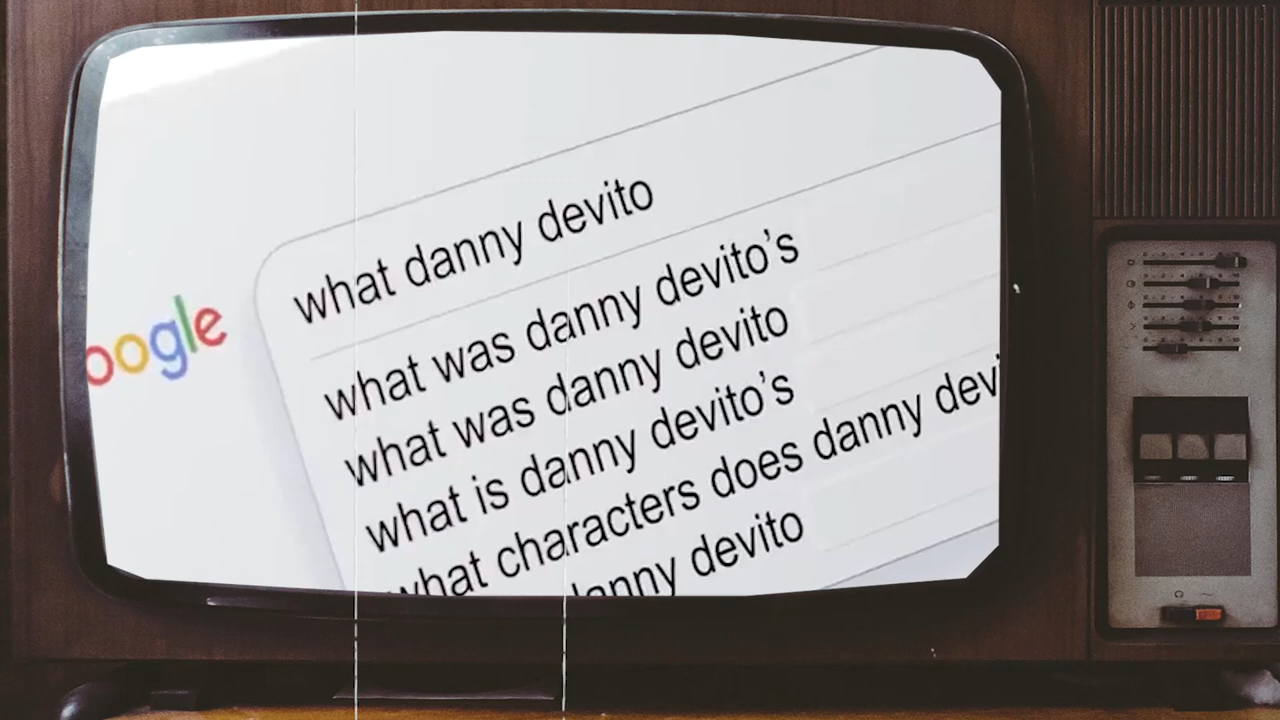 oogle
what danny devito
what was danny devito’s
what was danny devito
what is danny devito’s
what characters does danny devi
danny devito